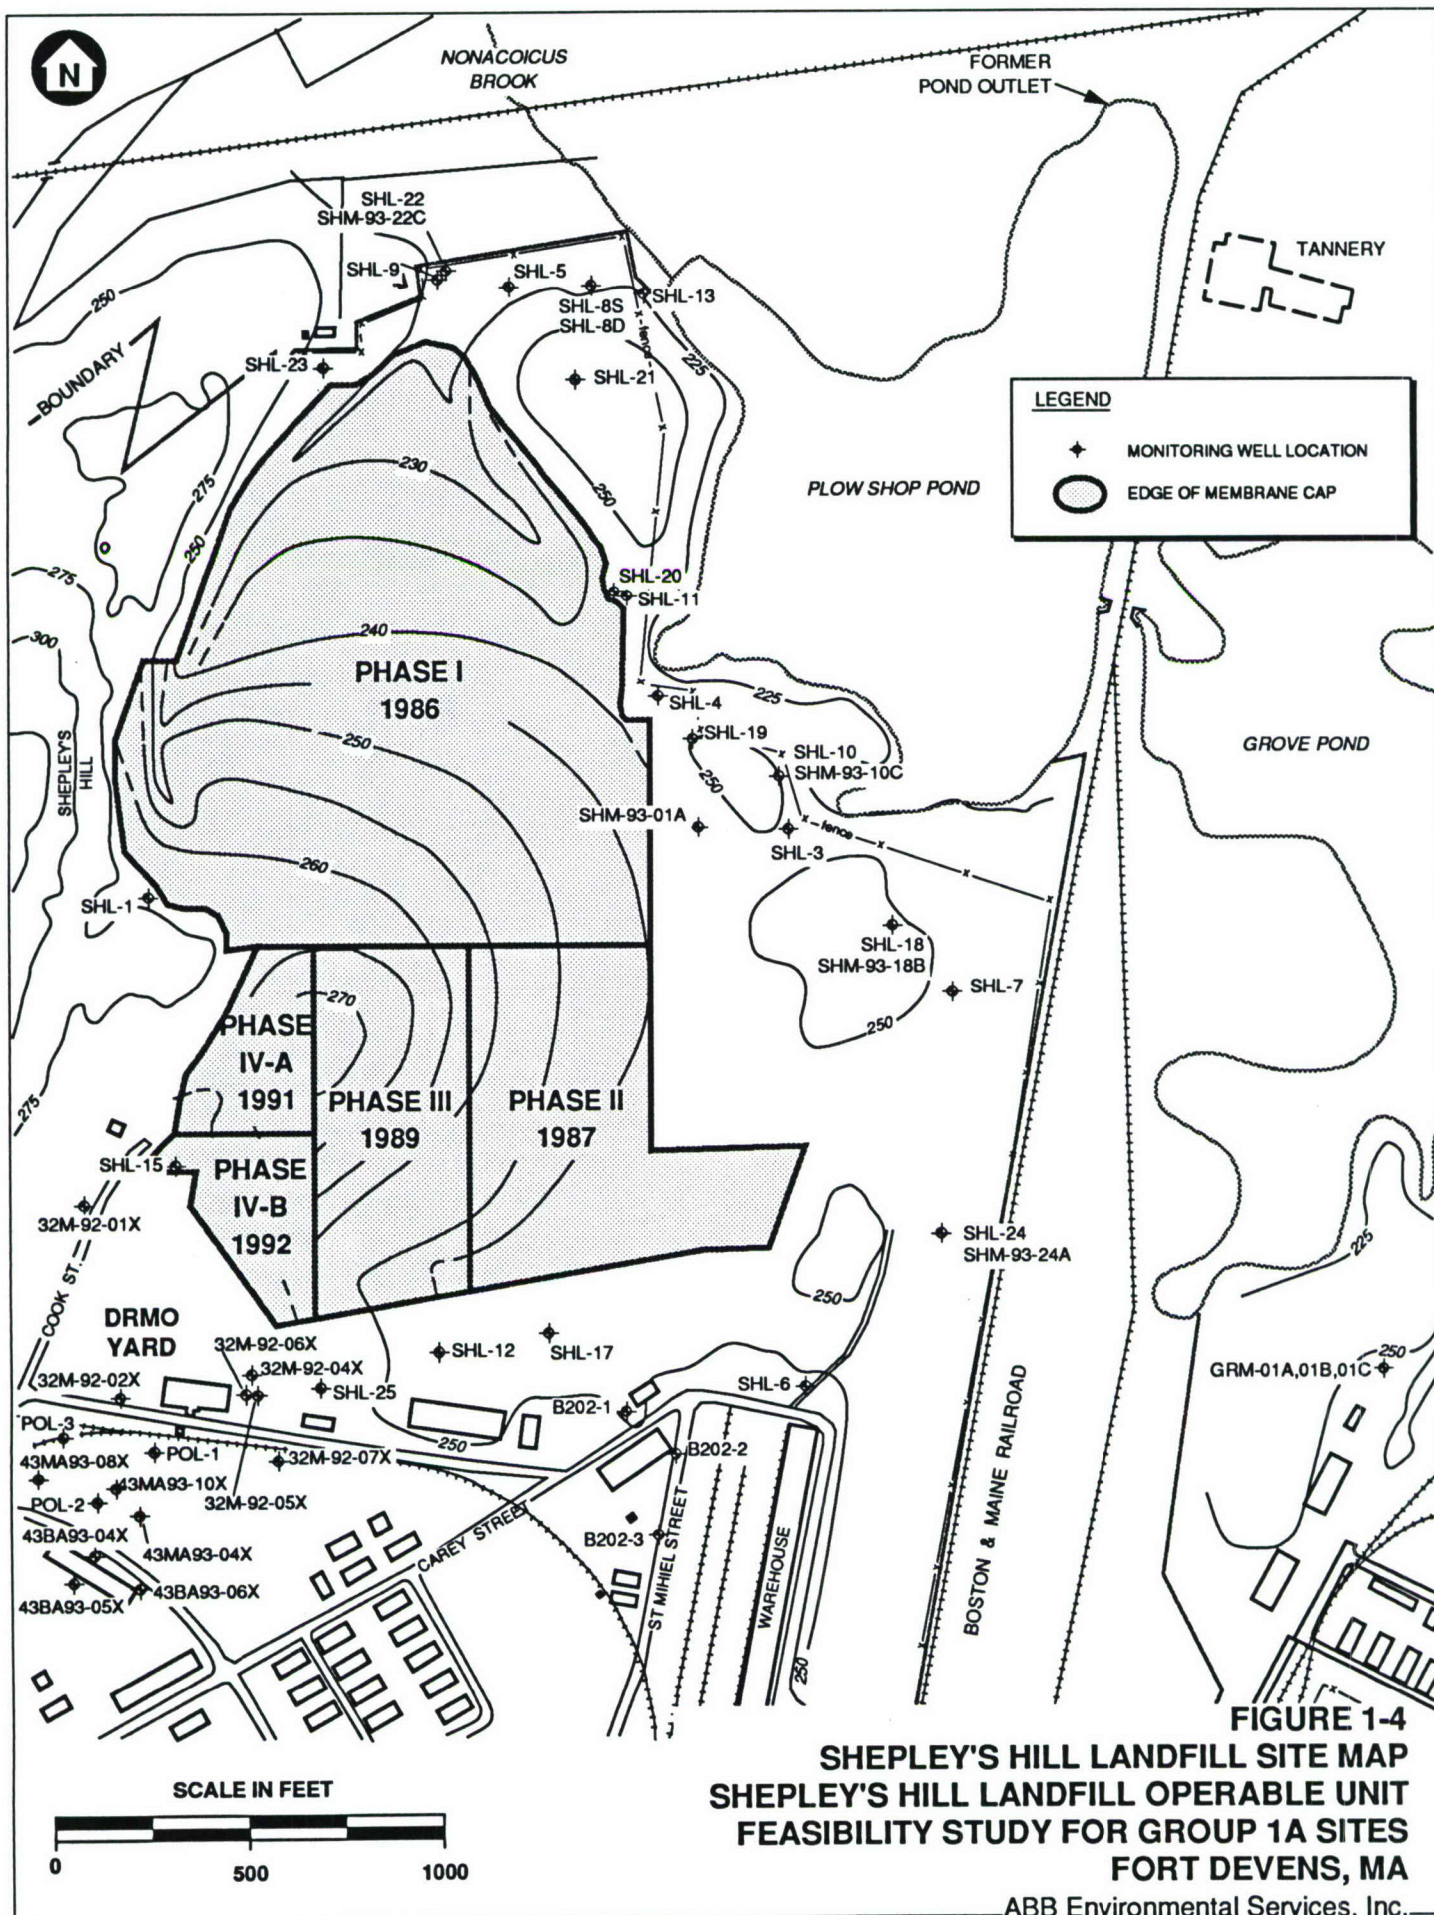 N
NONACOICUS
BROOK
FORMER
POND OUTLET
SHL-22
SHM-93-22C
TANNERY
SHL-9
SHL-5
250
SHL-8S
SHL-8D
SHL-13
fence
225
SHL-23
SHL-21
BOUNDARY
LEGEND
MONITORING WELL LOCATION
EDGE OF MEMBRANE CAP
230
275
250
PLOW SHOP POND
250
275
SHL-20
SHL-11
300
240
PHASE I
1986
225
SHL-4
SHL-19
250
SHEPLEY'S
HILL
GROVE POND
SHL-10
SHM-93-10C
250
SHM-93-01A
fence
SHL-3
260
SHL-1
SHL-18
SHM-93-18B
SHL-7
270
250
PHASE
IV-A
1991
275
PHASE III
1989
PHASE II
1987
SHL-15
PHASE
IV-B
1992
32M-92-01X
SHL-24
SHM-93-24A
225
250
COOK ST.
DRMO
YARD
32M-92-06X
32M-92-04X
SHL-12
SHL-17
250
GRM-01A,01B,01C
32M-92-02X
SHL-25
SHL-6
B202-1
POL-3
250
POL-1
32M-92-07X
B202-2
43MA93-08X
43MA93-10X
32M-92-05X
POL-2
43BA93-04X
43MA93-04X
CAREY STREET
B202-3
43BA93-05X
43BA93-06X
ST MIHIEL STREET
WAREHOUSE
250
BOSTON & MAINE RAILROAD
SCALE IN FEET
0
500
1000
FIGURE 1-4
SHEPLEY'S HILL LANDFILL SITE MAP
SHEPLEY'S HILL LANDFILL OPERABLE UNIT
FEASIBILITY STUDY FOR GROUP 1A SITES
FORT DEVENS, MA
ABB Environmental Services, Inc.